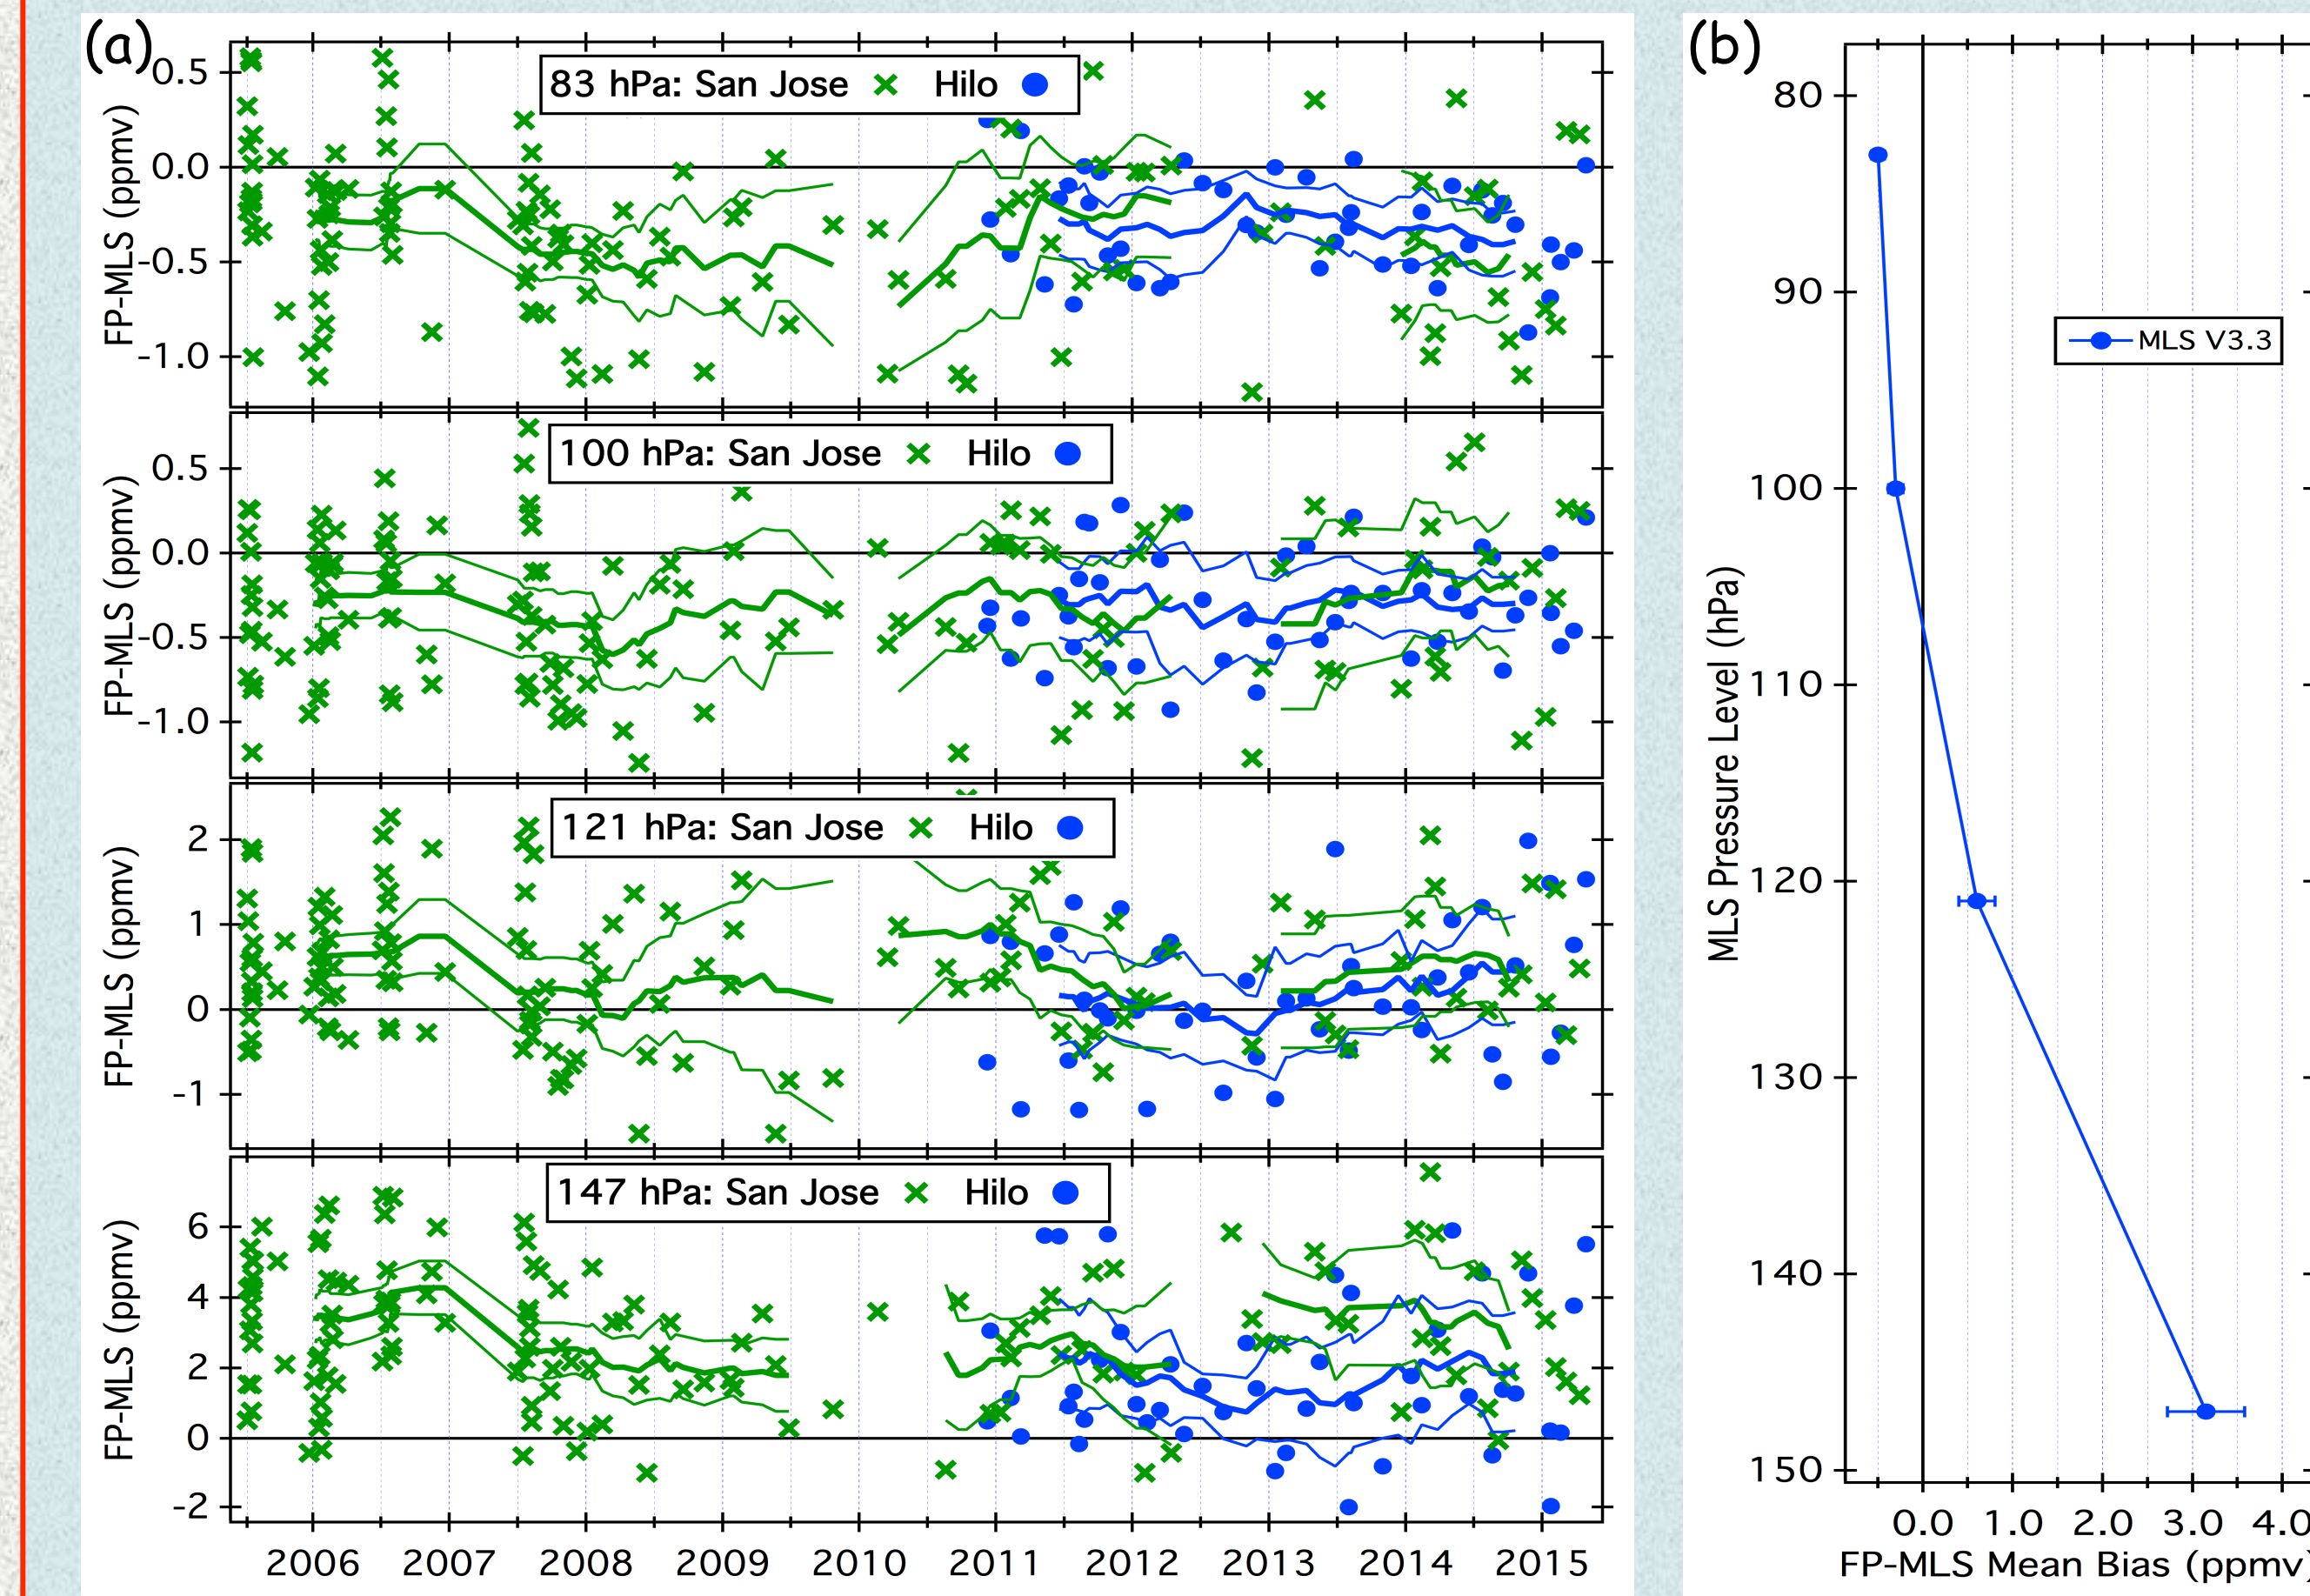 (a)
83 hPa: San Jose Hilo
FP-MLS (ppmv)
0.5
0.0
-0.5
-1.0
100 hPa: San Jose Hilo
FP-MLS (ppmv)
0.5
0.0
-0.5
-1.0
121 hPa: San Jose Hilo
FP-MLS (ppmv)
2
1
0
-1
147 hPa: San Jose Hilo
FP-MLS (ppmv)
6
4
2
0
-2
2006 2007 2008 2009 2010 2011 2012 2013 2014 2015
(b)
MLS V3.3
MLS Pressure Level (hPa)
80
90
100
110
120
130
140
150
0.0 1.0 2.0 3.0 4.0
FP-MLS Mean Bias (ppmv)